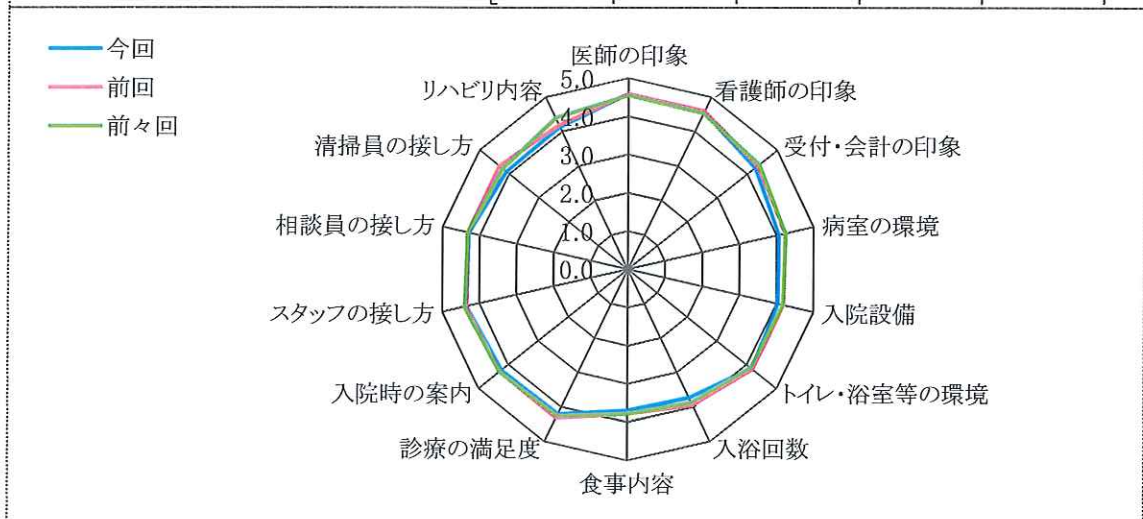 今回
前回
前々回
医師の印象
看護師の印象
受付・会計の印象
病室の環境
入院設備
トイレ・浴室等の環境
入浴回数
食事内容
診療の満足度
入院時の案内
スタッフの接し方
相談員の接し方
清掃員の接し方
リハビリ内容
5.0
4.0
3.0
2.0
1.0
0.0